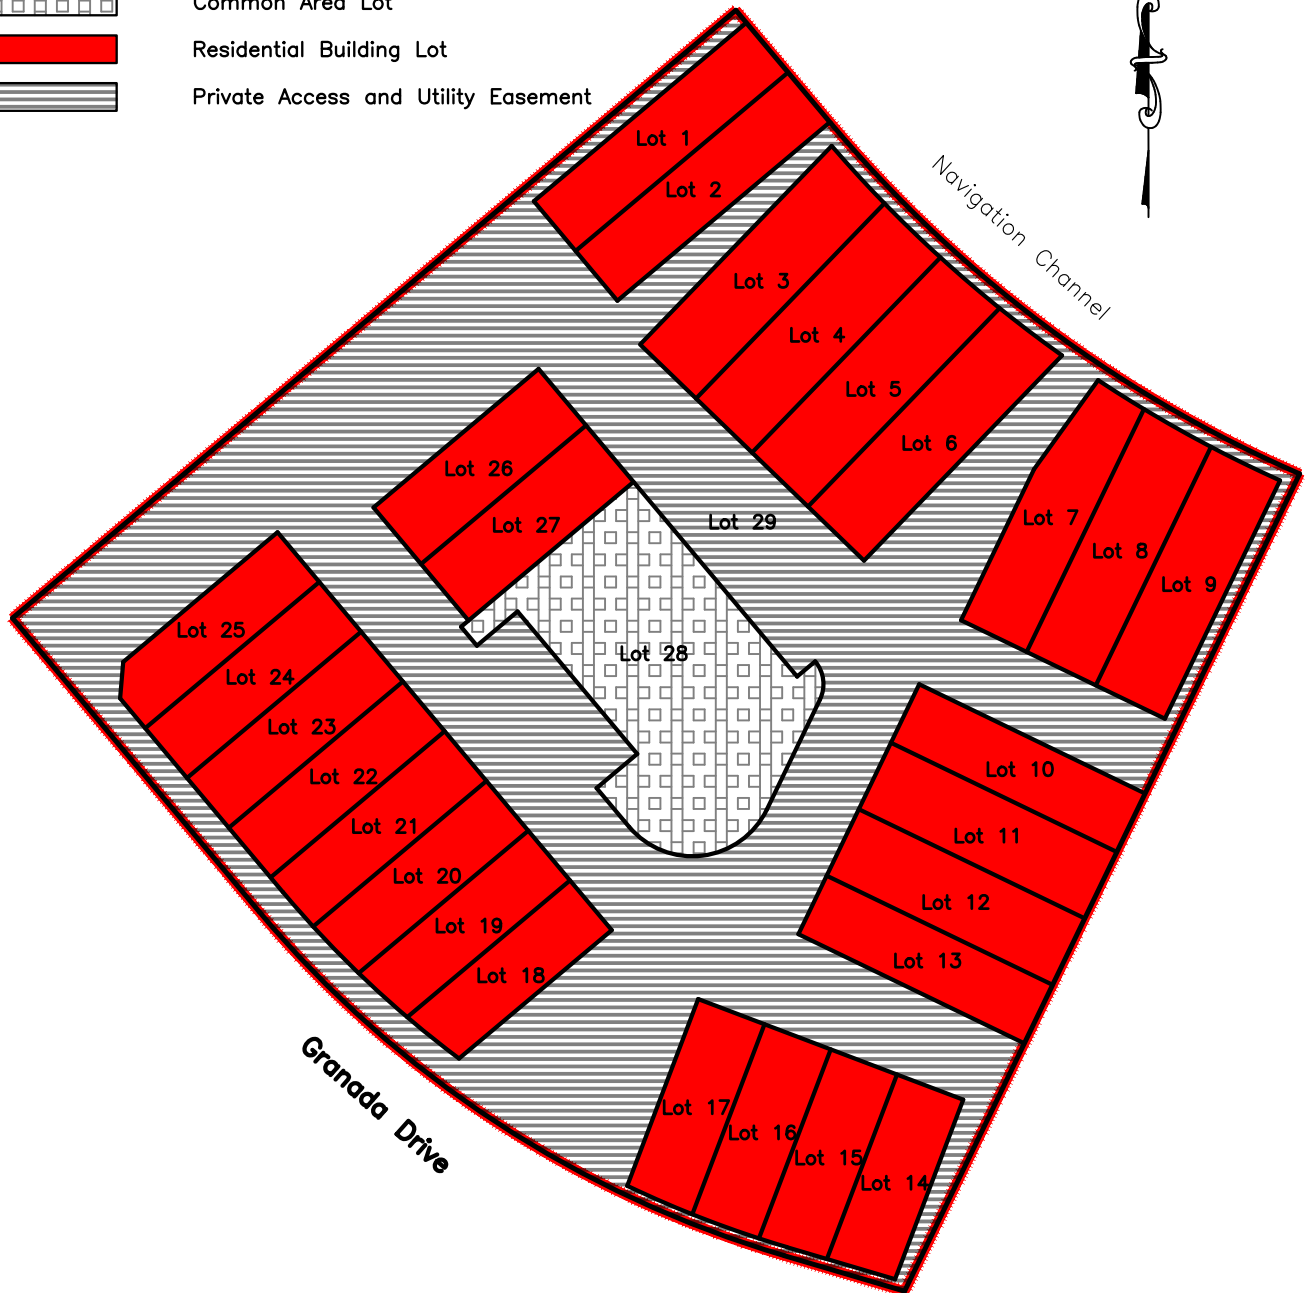 Common Area Lot
Residential Building Lot
Private Access and Utility Easement
Navigation Channel
Lot 1
Lot 2
Lot 3
Lot 4
Lot 5
Lot 6
Lot 7
Lot 8
Lot 9
Lot 26
Lot 27
Lot 29
Lot 28
Lot 25
Lot 24
Lot 23
Lot 22
Lot 21
Lot 20
Lot 19
Lot 18
Lot 10
Lot 11
Lot 12
Lot 13
Lot 17
Lot 16
Lot 15
Lot 14
Granada Drive